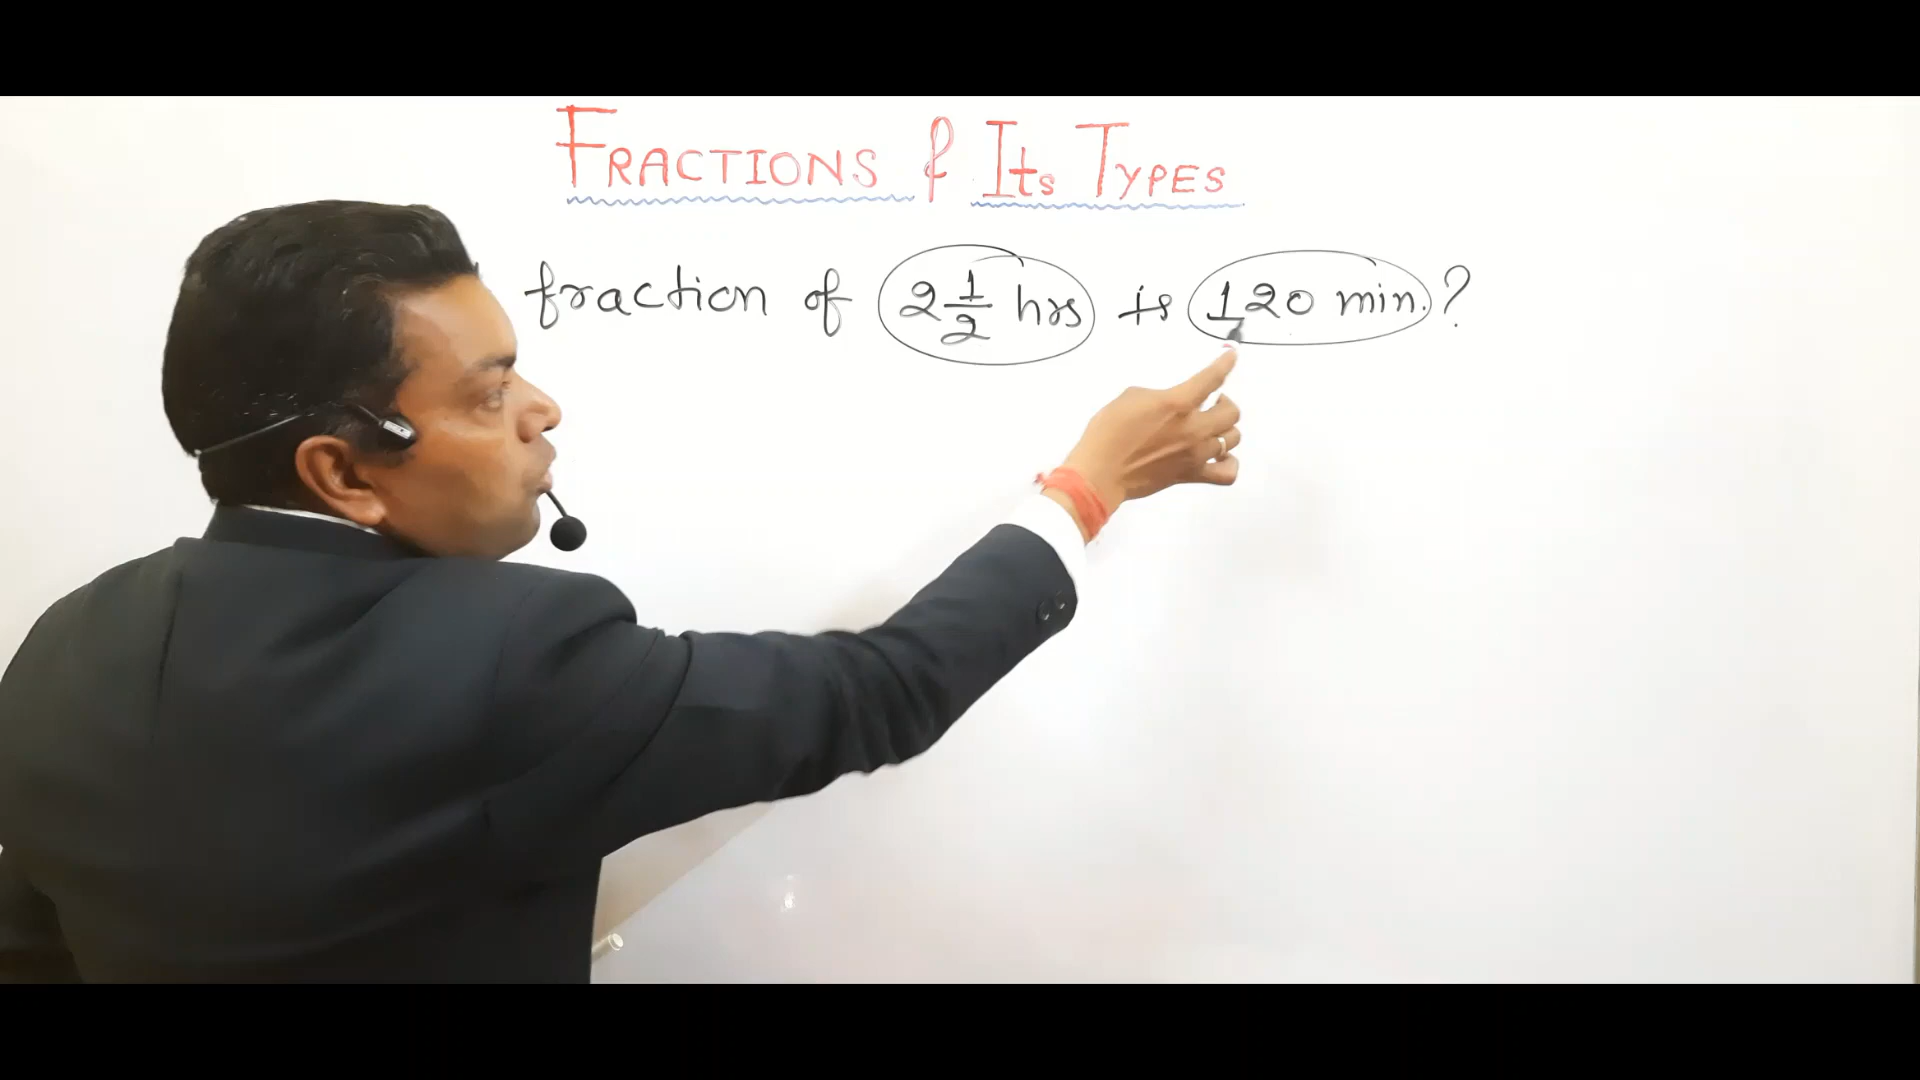 FRACTIONS & Its TYPES
fraction of 2 1/2 hrs is 120 min.?